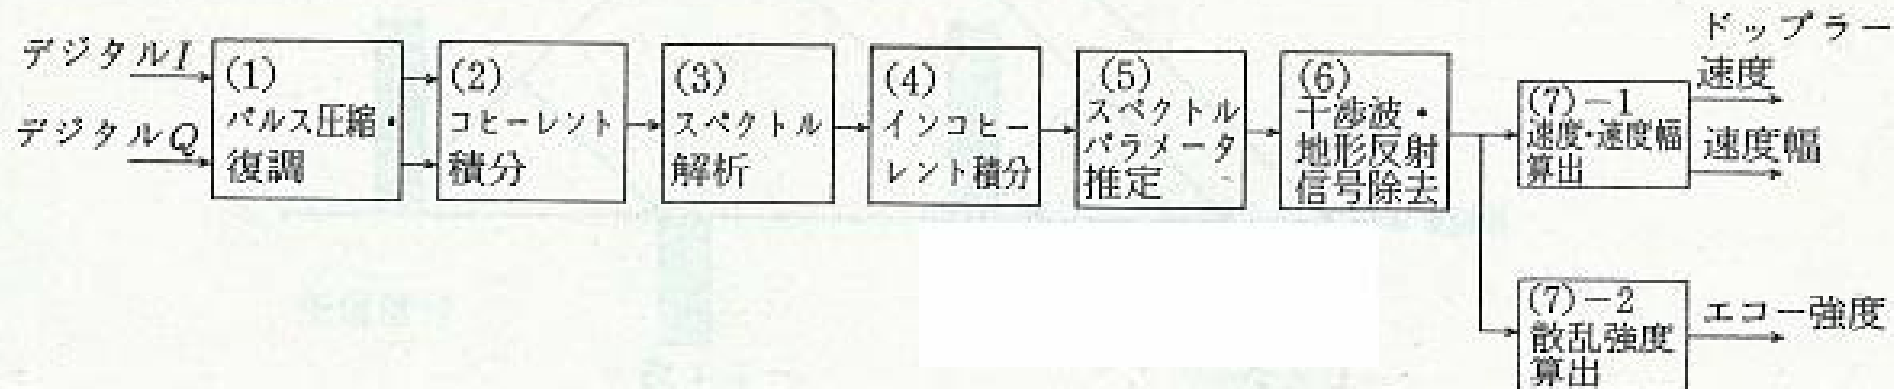 デジタルI
デジタルQ
(1)
パルス圧縮・
復調
(2)
コヒーレント
積分
(3)
スペクトル
解析
(4)
インコヒー
レント積分
(5)
スペクトル
パラメータ
推定
(6)
干渉波・
地形反射
信号除去
(7)-1
速度・速度幅
算出
ドップラー
速度
速度幅
(7)-2
散乱強度
算出
エコー強度